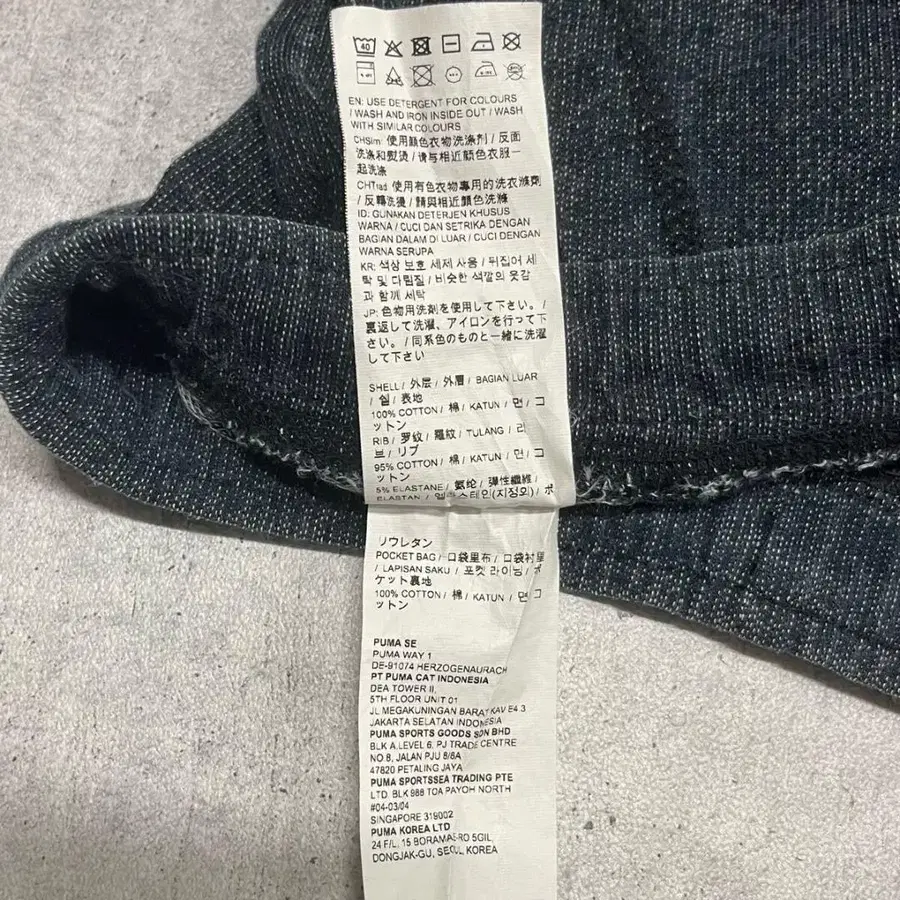 40
EN: USE DETERGENT FOR COLOURS
/ WASH AND IRON INSIDE OUT / WASH
WITH SIMILAR COLOURS
CHSim: 使用颜色衣物洗涤剂 / 反面
洗涤和熨烫 / 请与相近颜色衣服一
起洗涤
CHTrad: 使用有色衣物專用的洗衣滌劑
/ 反轉洗燙 / 請與相近顏色洗滌
ID: GUNAKAN DETERJEN KHUSUS
WARNA / CUCI DAN SETRIKA DENGAN
BAGIAN DALAM DI LUAR / CUCI DENGAN
WARNA SERUPA
KR: 색상 보호 세제 사용 / 뒤집어 세
탁 및 다림질 / 비슷한 색깔의 옷감
과 함께 세탁
JP: 色物用洗剤を使用して下さい。 /
裏返して洗濯、アイロンを行って下
さい。 / 同系色のものと一緒に洗濯
して下さい
SHELL / 外层 / 外層 / BAGIAN LUAR
/ 쉘 / 表地
100% COTTON / 棉 / KATUN / 면 / コ
ットン
RIB / 罗纹 / 羅紋 / TULANG / 리
브 / リブ
95% COTTON / 棉 / KATUN / 면 / コ
ットン
5% ELASTANE / 氨纶 / 彈性纖維 /
ELASTAN / 엘라스테인(지정외) / ポ
リウレタン
POCKET BAG / 口袋里布 / 口袋衬里
/ LAPISAN SAKU / 포켓 라이닝 / ポ
ケット裏地
100% COTTON / 棉 / KATUN / 면 / コ
ットン
PUMA SE
PUMA WAY 1
DE-91074 HERZOGENAURACH
PT PUMA CAT INDONESIA
DEA TOWER II,
5TH FLOOR UNIT 01
JL MEGAKUNINGAN BARAY KAV E4.3
JAKARTA SELATAN INDONESIA
PUMA SPORTS GOODS SDN BHD
BLK A,LEVEL 6, PJ TRADE CENTRE
NO.8, JALAN PJU 8/8A
47820 PETALING JAYA
PUMA SPORTSSEA TRADING PTE
LTD. BLK 988 TOA PAYOH NORTH
#04-03/04
SINGAPORE 319002
PUMA KOREA LTD
24 F/L, 15 BORAMAE-RO 5GIL,
DONGJAK-GU, SEOUL KOREA